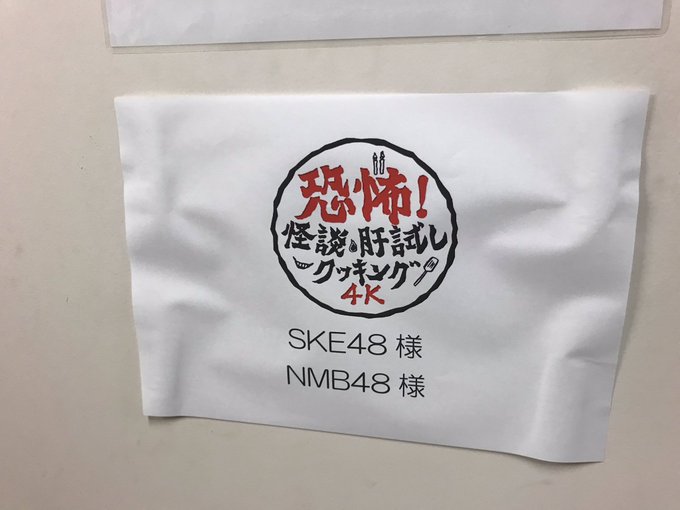 恐怖!
怪談・肝試し
クッキング
4K
SKE48 様
NMB48 様